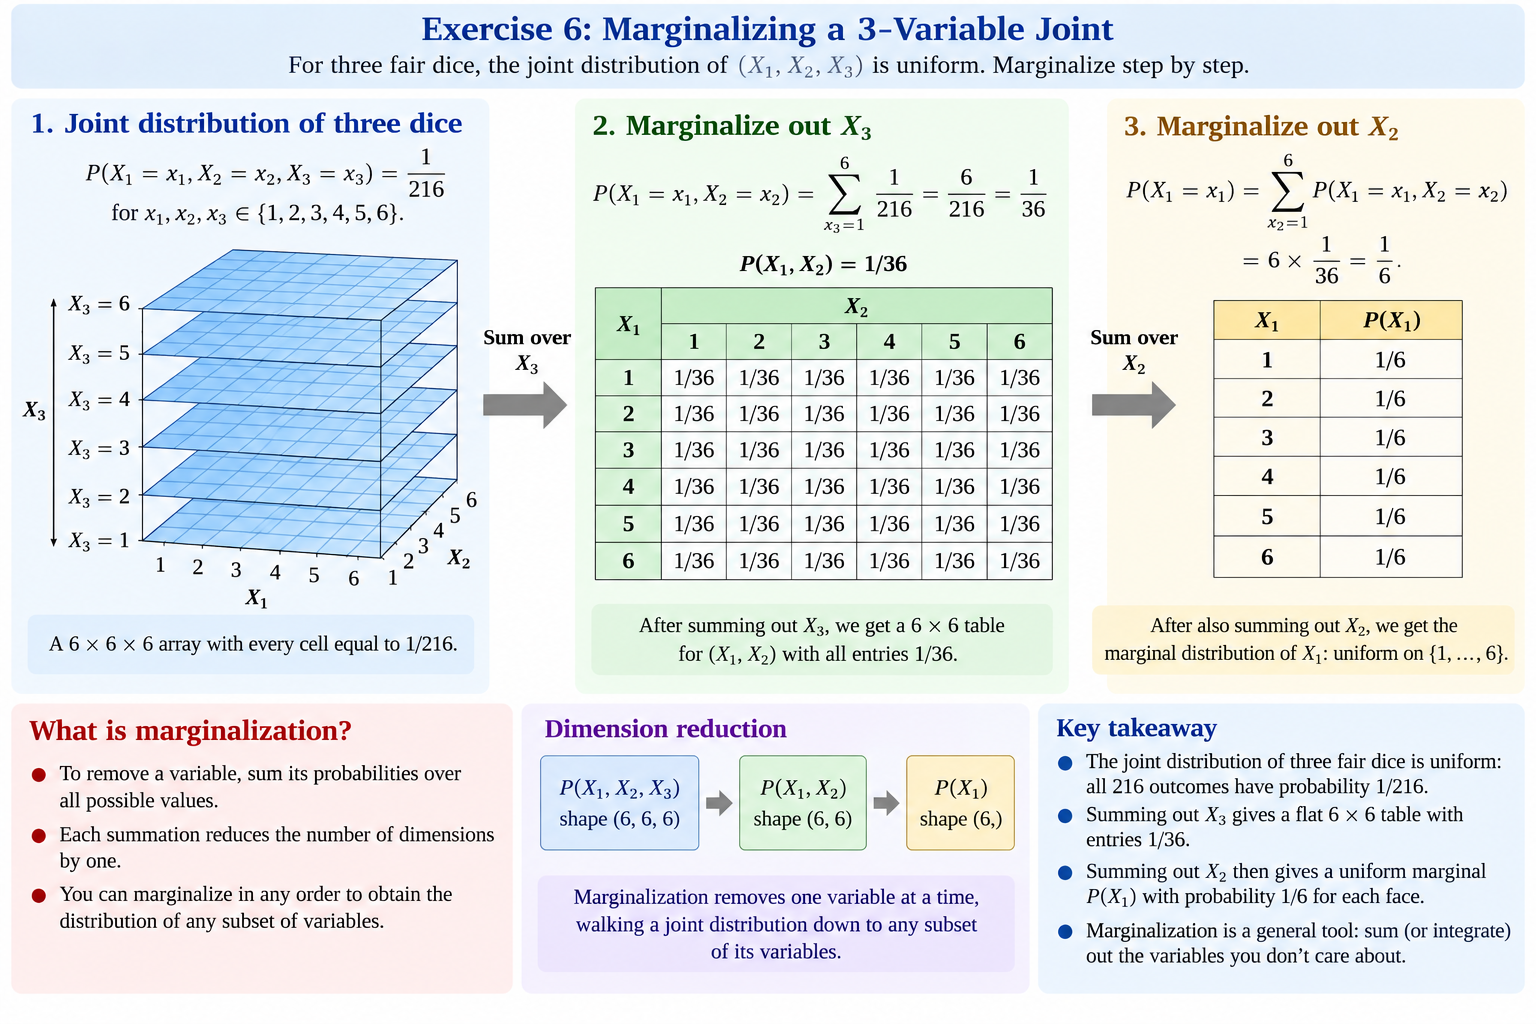 Exercise 6: Marginalizing a 3-Variable Joint
For three fair dice, the joint distribution of (X₁, X₂, X₃) is uniform. Marginalize step by step.
1. Joint distribution of three dice
P(X₁ = x₁, X₂ = x₂, X₃ = x₃) = 1/216
for x₁, x₂, x₃ ∈ {1, 2, 3, 4, 5, 6}.
X₃
X₃ = 6
X₃ = 5
X₃ = 4
X₃ = 3
X₃ = 2
X₃ = 1
1 2 3 4 5 6
X₁
1 2 3 4 5 6
X₂
A 6 × 6 × 6 array with every cell equal to 1/216.
Sum over
X₃
2. Marginalize out X₃
P(X₁ = x₁, X₂ = x₂) = ∑_{x₃=1}^{6} 1/216 = 6/216 = 1/36
P(X₁, X₂) = 1/36
X₁ X₂
1 2 3 4 5 6
1 1/36 1/36 1/36 1/36 1/36 1/36
2 1/36 1/36 1/36 1/36 1/36 1/36
3 1/36 1/36 1/36 1/36 1/36 1/36
4 1/36 1/36 1/36 1/36 1/36 1/36
5 1/36 1/36 1/36 1/36 1/36 1/36
6 1/36 1/36 1/36 1/36 1/36 1/36
After summing out X₃, we get a 6 × 6 table
for (X₁, X₂) with all entries 1/36.
Sum over
X₂
3. Marginalize out X₂
P(X₁ = x₁) = ∑_{x₂=1}^{6} P(X₁ = x₁, X₂ = x₂)
= 6 × 1/36 = 1/6.
X₁ P(X₁)
1 1/6
2 1/6
3 1/6
4 1/6
5 1/6
6 1/6
After also summing out X₂, we get the
marginal distribution of X₁: uniform on {1, …, 6}.
What is marginalization?
● To remove a variable, sum its probabilities over
all possible values.
● Each summation reduces the number of dimensions
by one.
● You can marginalize in any order to obtain the
distribution of any subset of variables.
Dimension reduction
P(X₁, X₂, X₃)
shape (6, 6, 6)
P(X₁, X₂)
shape (6, 6)
P(X₁)
shape (6,)
Marginalization removes one variable at a time,
walking a joint distribution down to any subset
of its variables.
Key takeaway
● The joint distribution of three fair dice is uniform:
all 216 outcomes have probability 1/216.
● Summing out X₃ gives a flat 6 × 6 table with
entries 1/36.
● Summing out X₂ then gives a uniform marginal
P(X₁) with probability 1/6 for each face.
● Marginalization is a general tool: sum (or integrate)
out the variables you don’t care about.